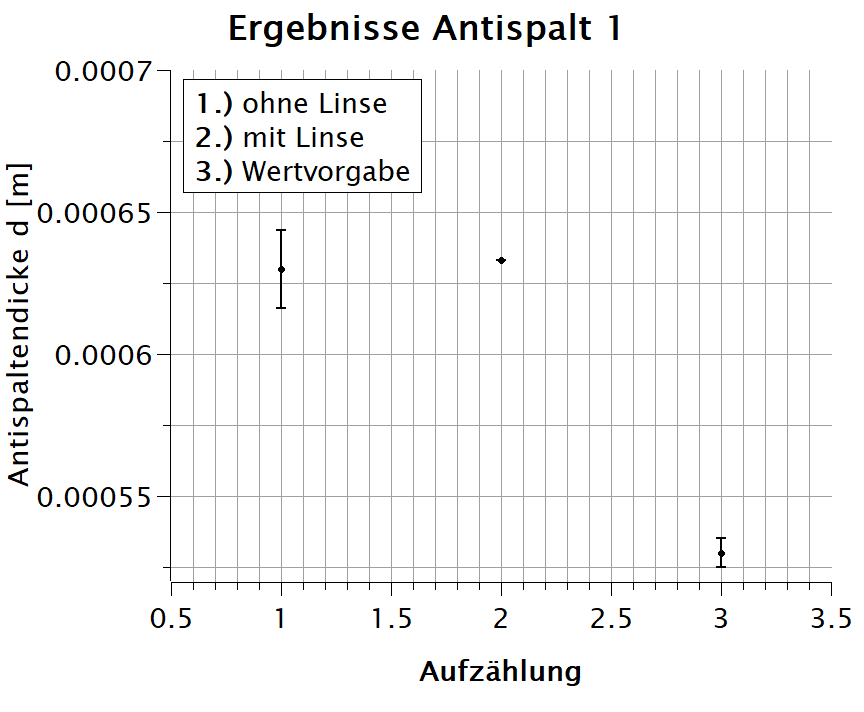 Ergebnisse Antispalt 1
0.0007
0.00065
0.0006
0.00055
Antispaltendicke d [m]
1.) ohne Linse
2.) mit Linse
3.) Wertvorgabe
0.5 1 1.5 2 2.5 3 3.5
Aufzählung